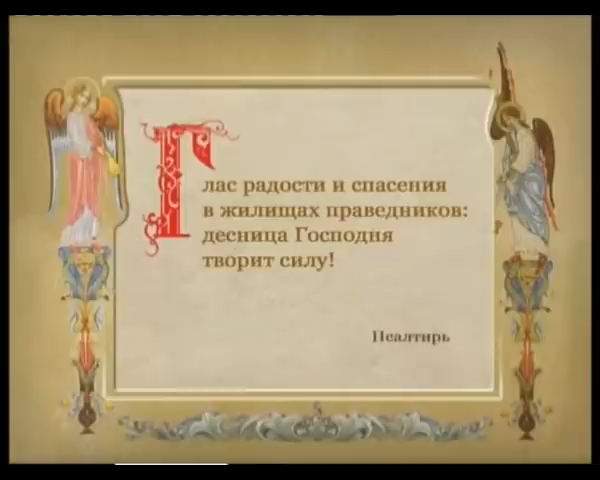 Глас радости и спасения
в жилищах праведников:
десница Господня
творит силу!
Псалтирь